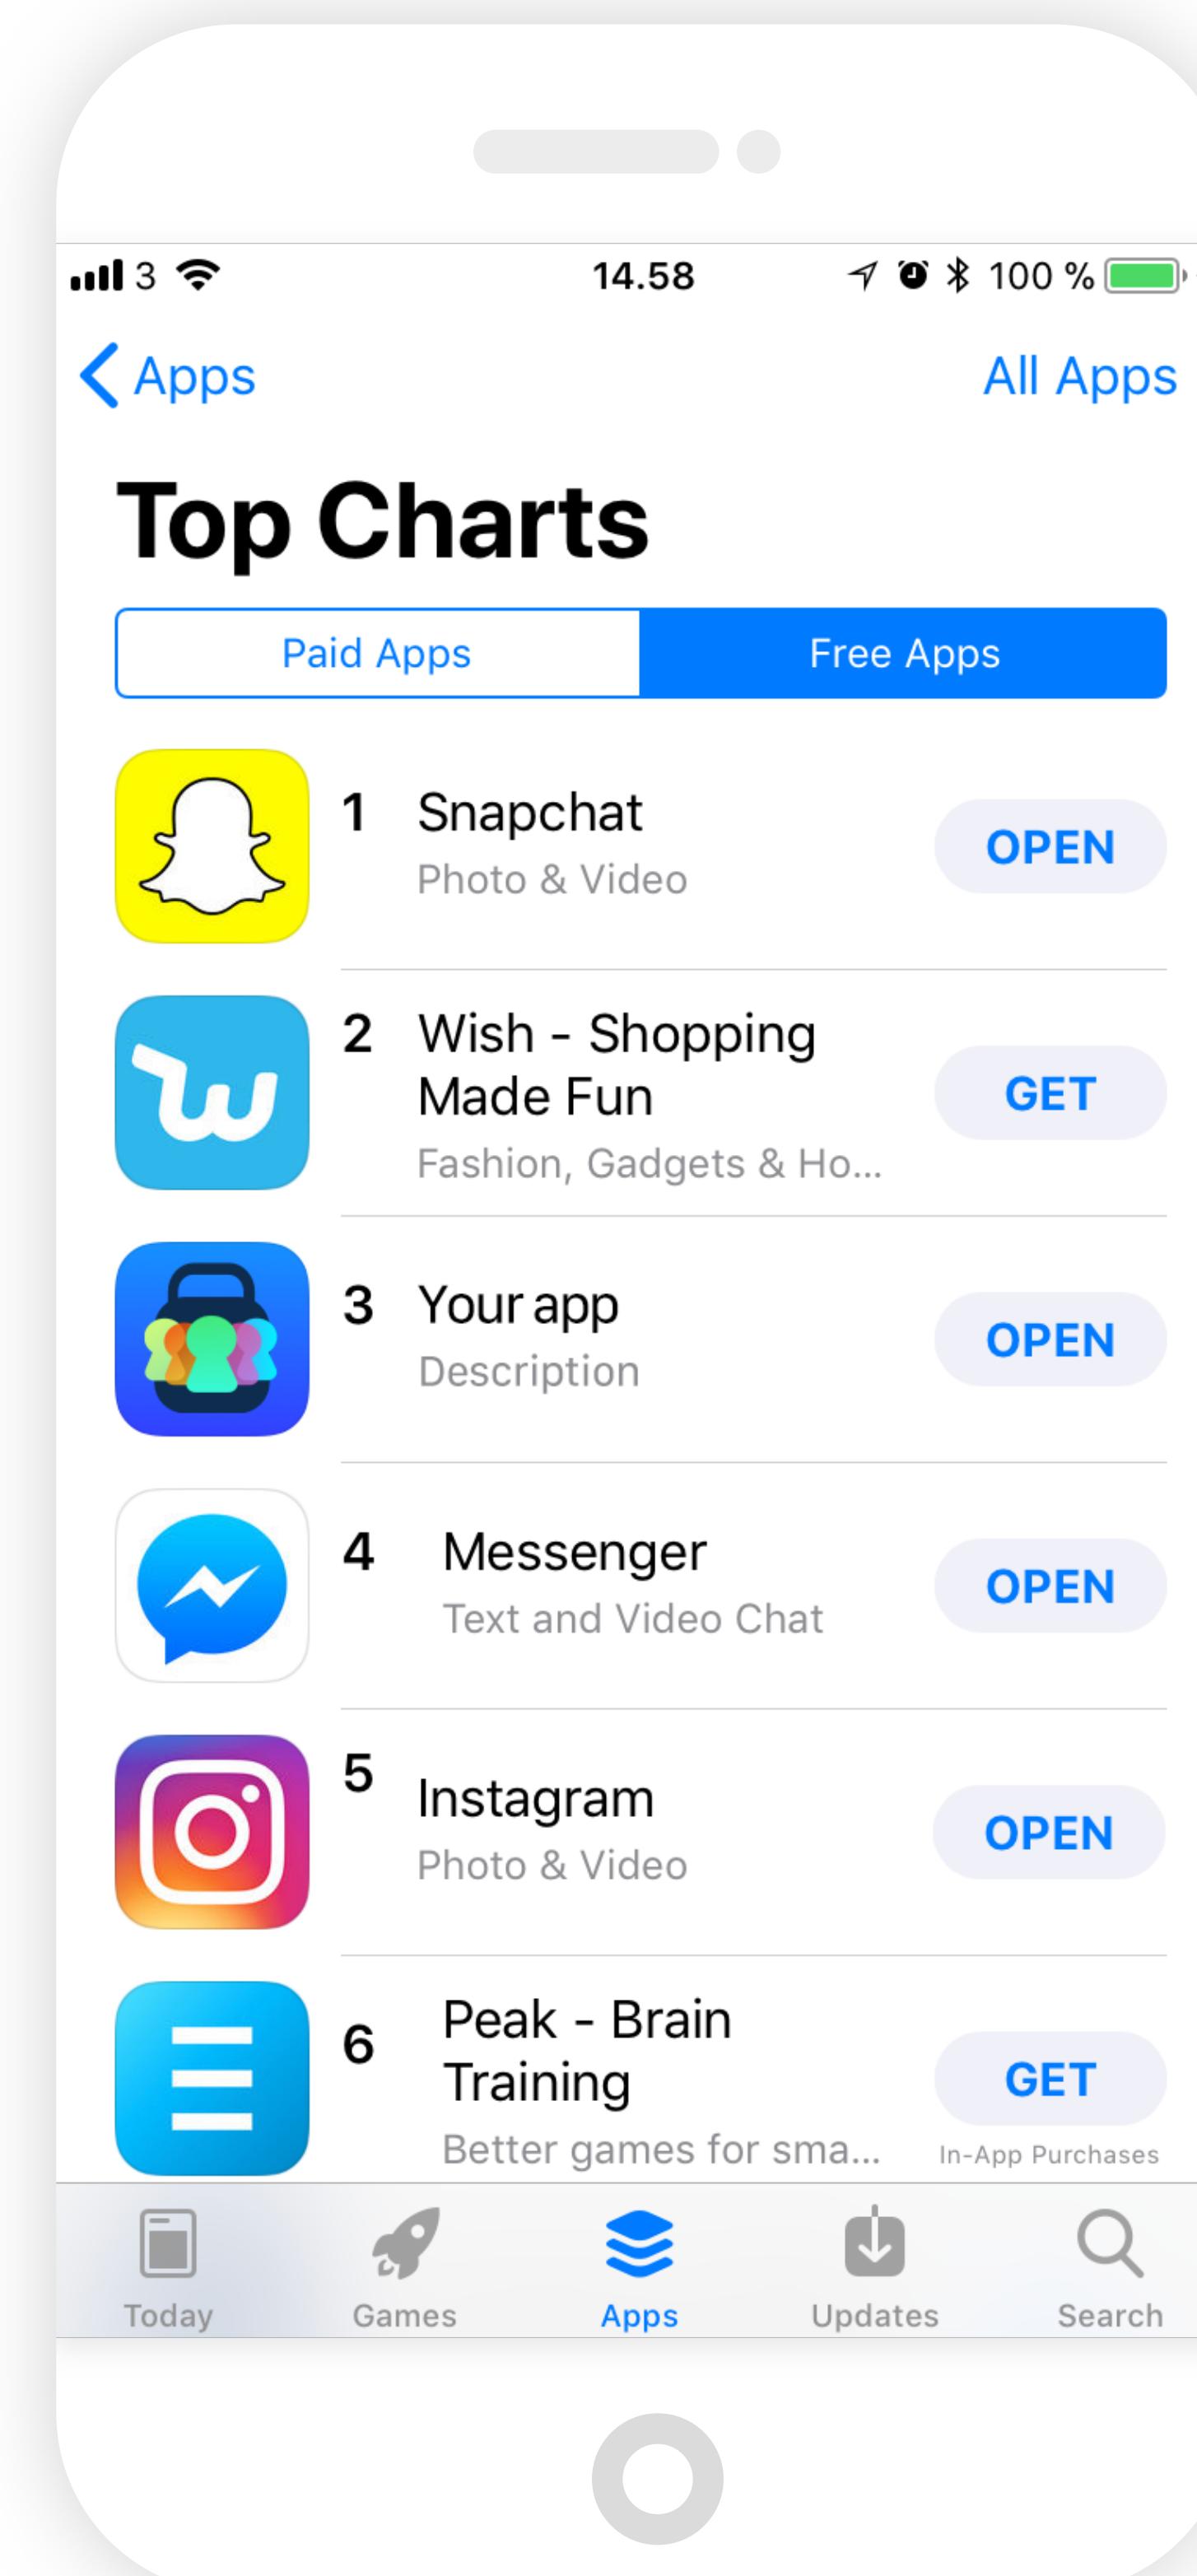 3 14.58 100 %
Apps All Apps
Top Charts
Paid Apps Free Apps
1 Snapchat
Photo & Video
OPEN
2 Wish - Shopping
Made Fun
Fashion, Gadgets & Ho...
GET
3 Your app
Description
OPEN
4 Messenger
Text and Video Chat
OPEN
5 Instagram
Photo & Video
OPEN
6 Peak - Brain
Training
Better games for sma...
GET
In-App Purchases
Today Games Apps Updates Search